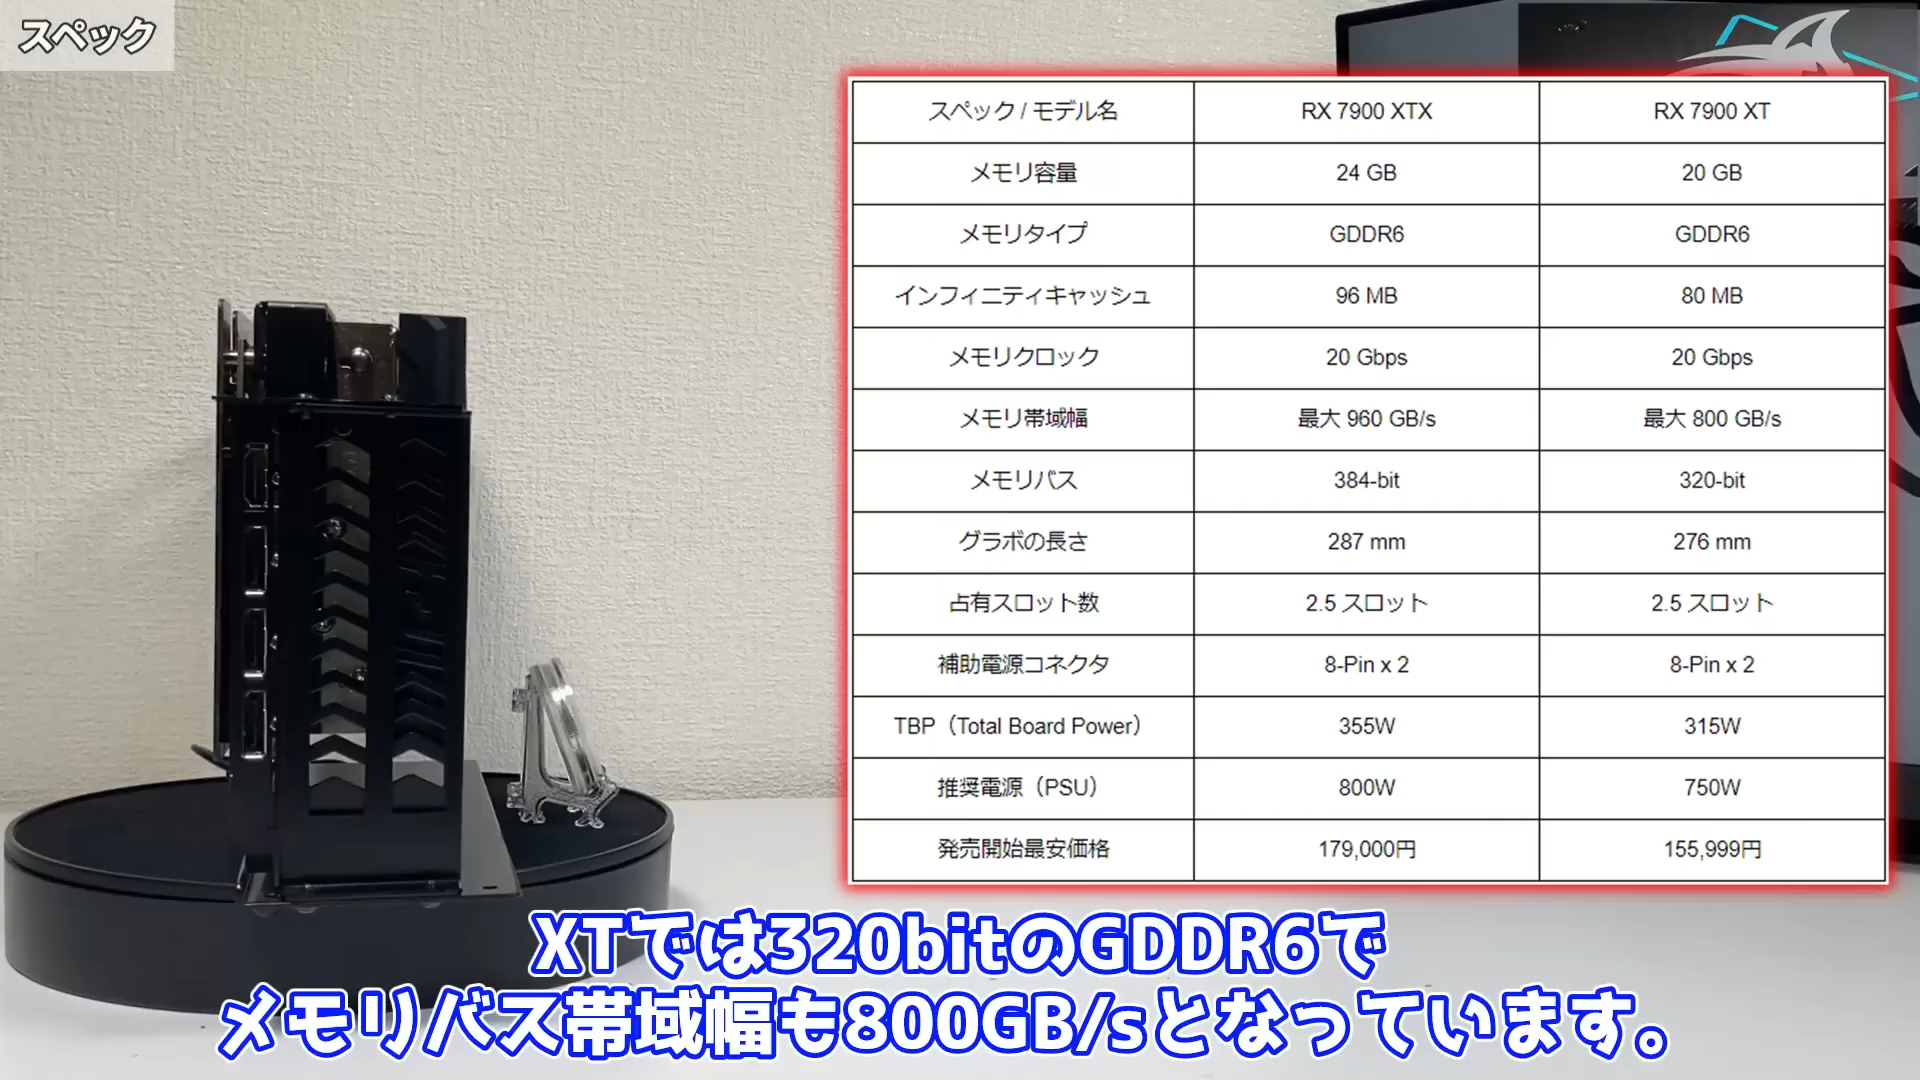 スペック
スペック / モデル名 RX 7900 XTX RX 7900 XT
メモリ容量 24 GB 20 GB
メモリタイプ GDDR6 GDDR6
インフィニティキャッシュ 96 MB 80 MB
メモリクロック 20 Gbps 20 Gbps
メモリ帯域幅 最大 960 GB/s 最大 800 GB/s
メモリバス 384-bit 320-bit
グラボの長さ 287 mm 276 mm
占有スロット数 2.5 スロット 2.5 スロット
補助電源コネクタ 8-Pin x 2 8-Pin x 2
TBP（Total Board Power） 355W 315W
推奨電源（PSU） 800W 750W
発売開始最安価格 179,000円 155,999円
XTでは320bitのGDDR6で
メモリバス帯域幅も800GB/sとなっています。